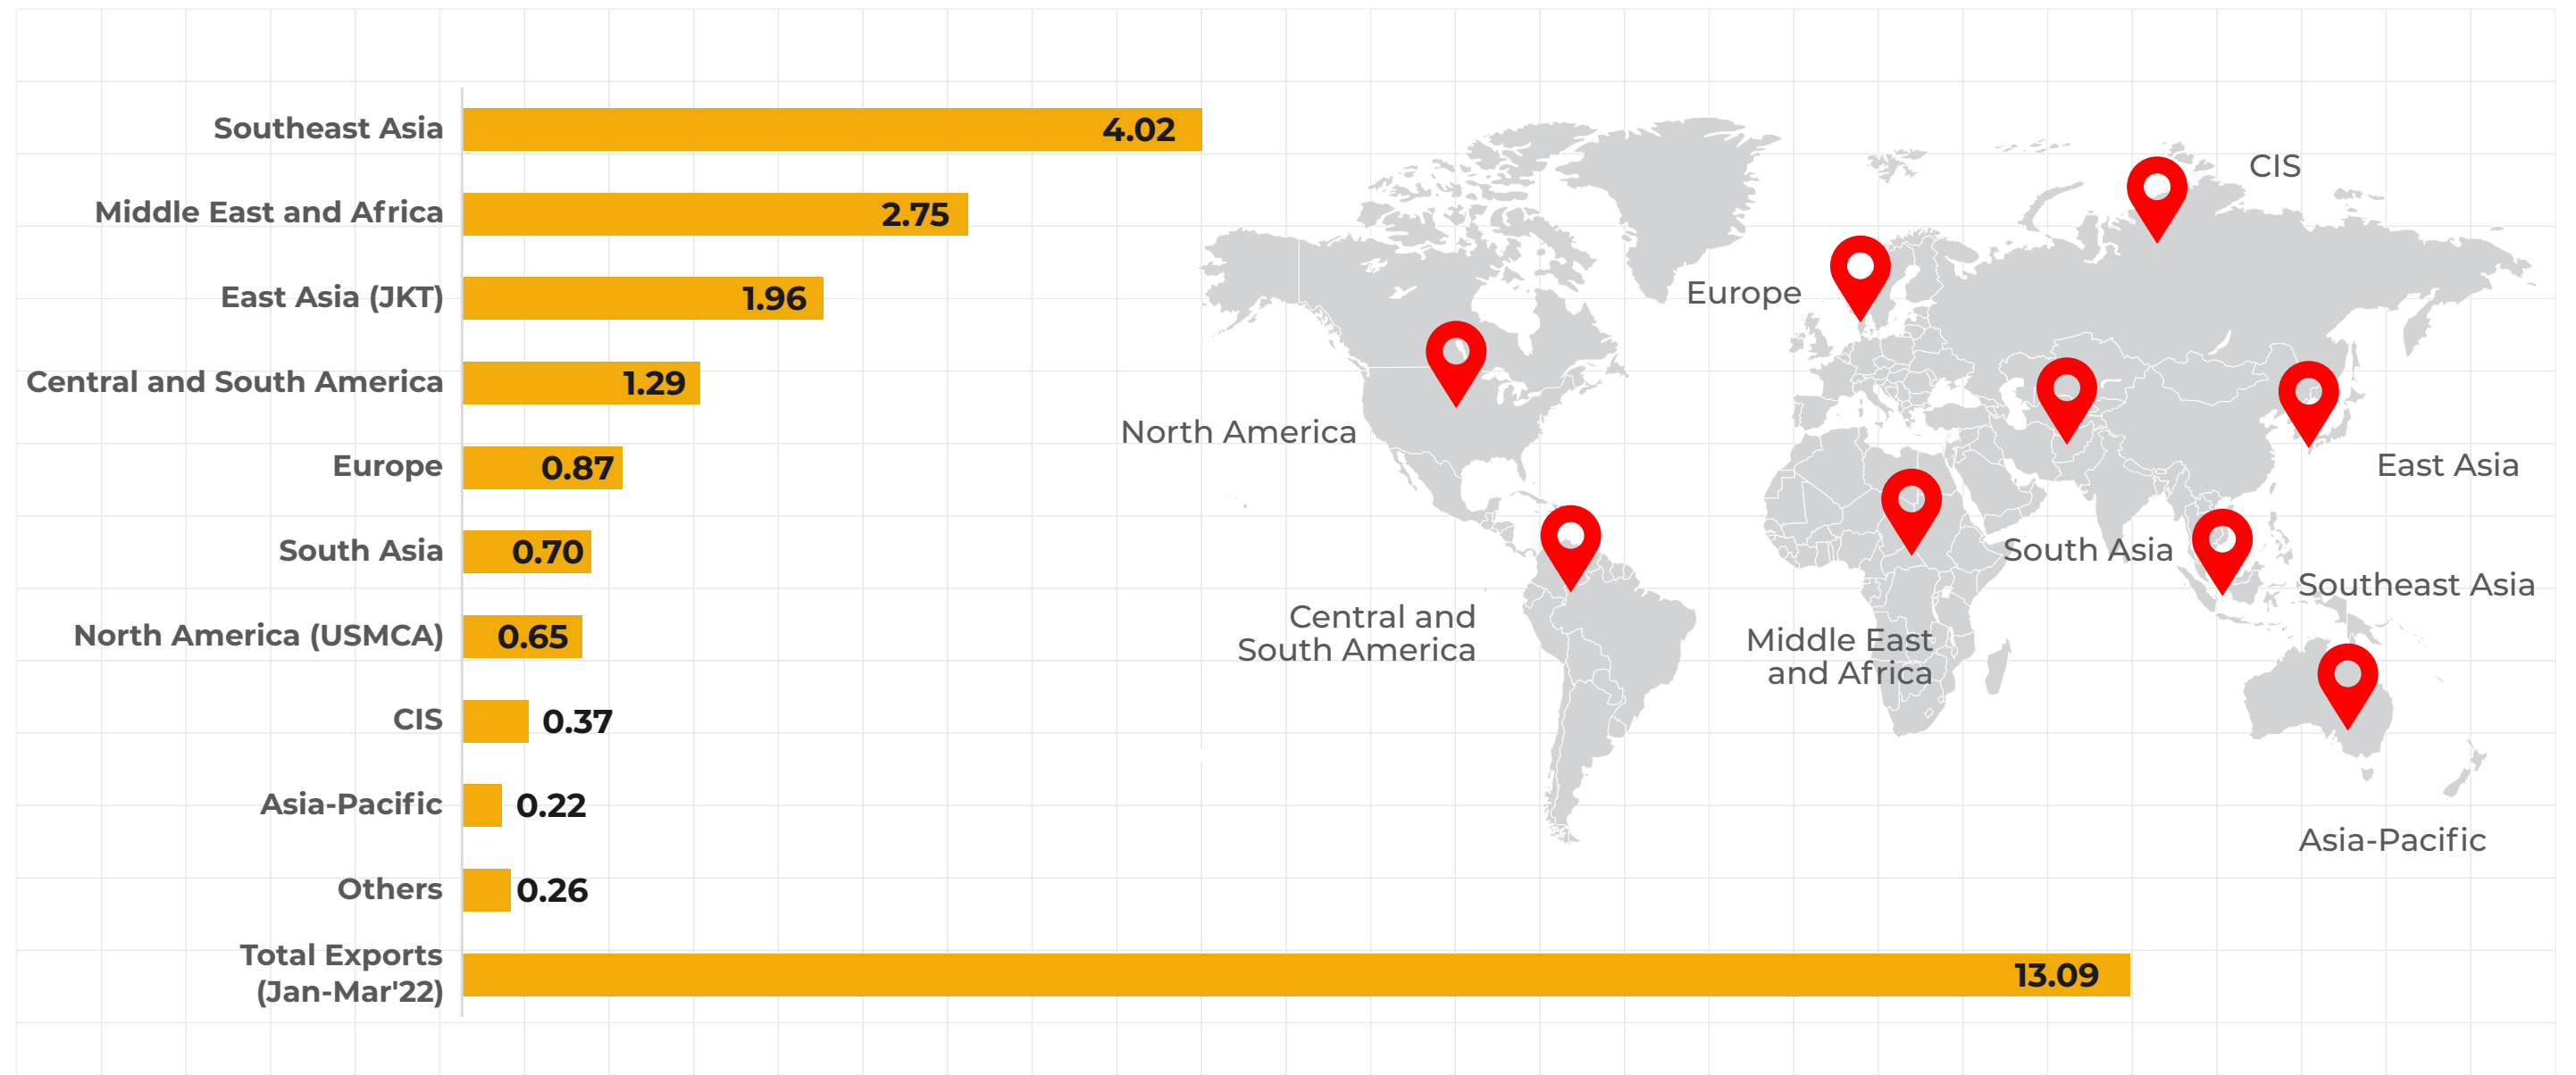 Southeast Asia 4.02
Middle East and Africa 2.75
East Asia (JKT) 1.96
Central and South America 1.29
Europe 0.87
South Asia 0.70
North America (USMCA) 0.65
CIS 0.37
Asia-Pacific 0.22
Others 0.26
Total Exports
(Jan-Mar'22) 13.09
CIS
Europe
North America
East Asia
South Asia
Southeast Asia
Central and
South America
Middle East
and Africa
Asia-Pacific